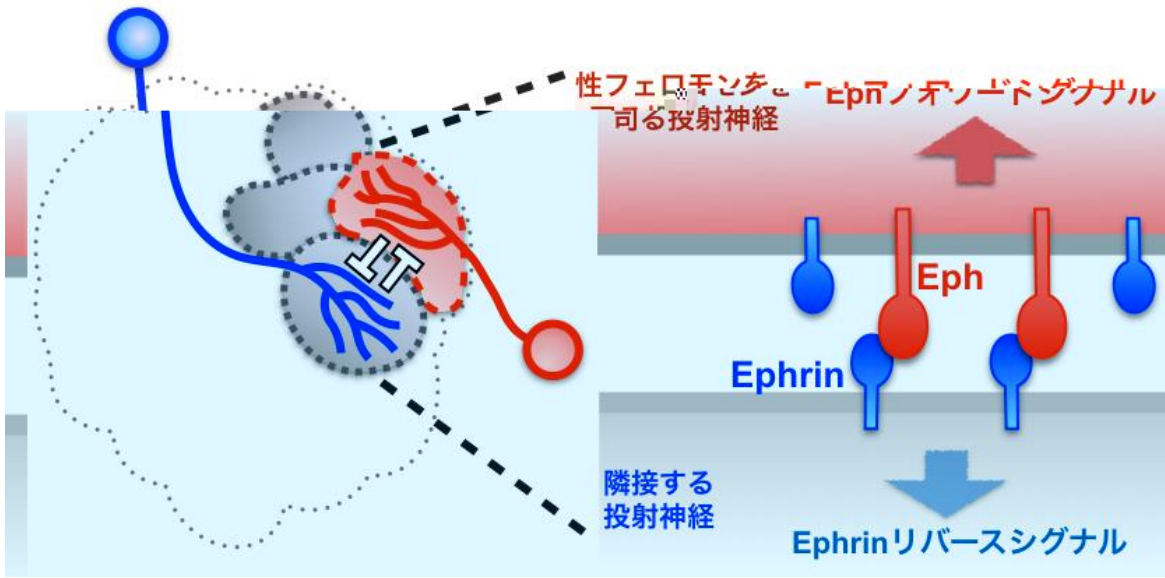 性フェロモンを
司る投射神経
Ephフォワードシグナル
Eph
Ephrin
隣接する
投射神経
Ephrinリバースシグナル